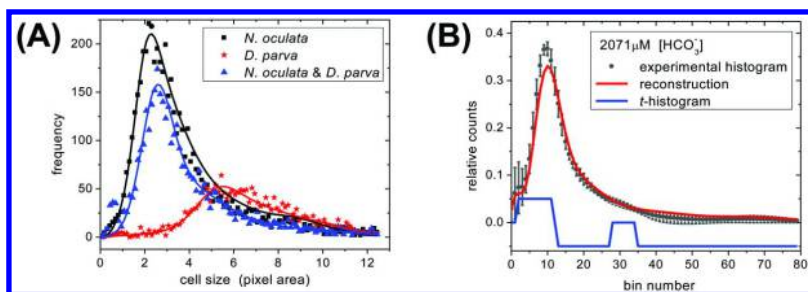 (A)
N. oculata
D. parva
N. oculata & D. parva
frequency
200
150
100
50
0
0 2 4 6 8 10 12
cell size (pixel area)
(B)
2071μM [HCO3-]
experimental histogram
reconstruction
t-histogram
relative counts
0.4
0.3
0.2
0.1
0.0
0 10 20 30 40 50 60 70 80
bin number